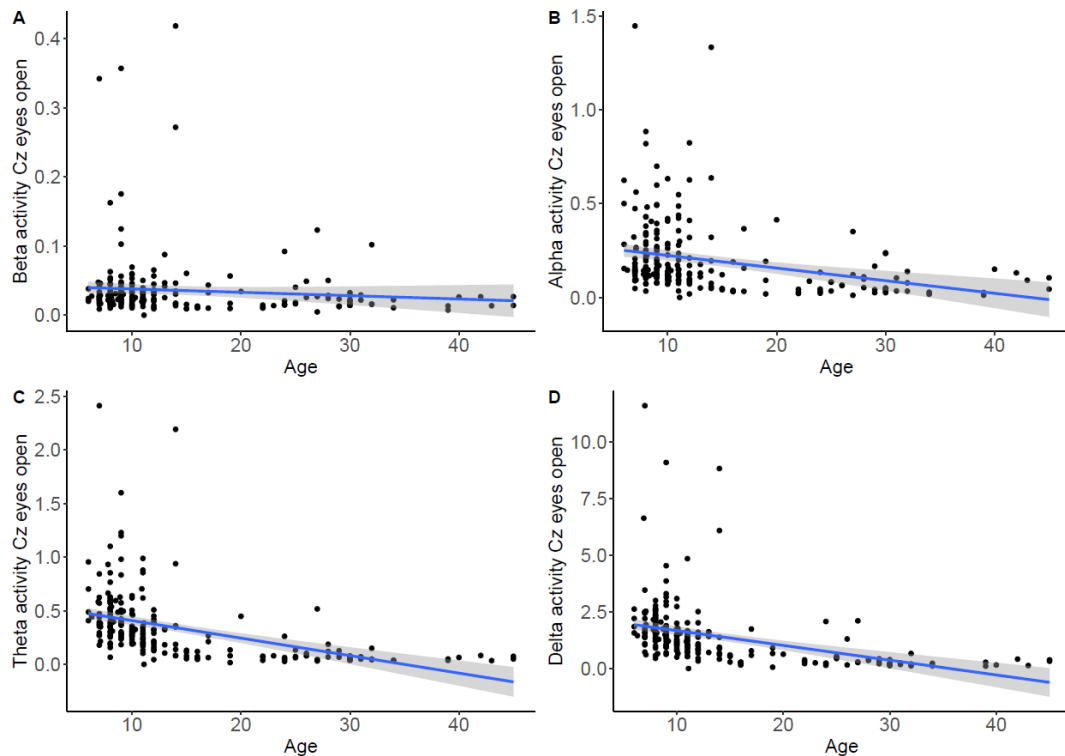 A
Beta activity Cz eyes open
0.4
0.3
0.2
0.1
0.0
10 20 30 40
Age
B
Alpha activity Cz eyes open
1.5
1.0
0.5
0.0
10 20 30 40
Age
C
Theta activity Cz eyes open
2.5
2.0
1.5
1.0
0.5
0.0
10 20 30 40
Age
D
Delta activity Cz eyes open
10.0
7.5
5.0
2.5
0.0
10 20 30 40
Age